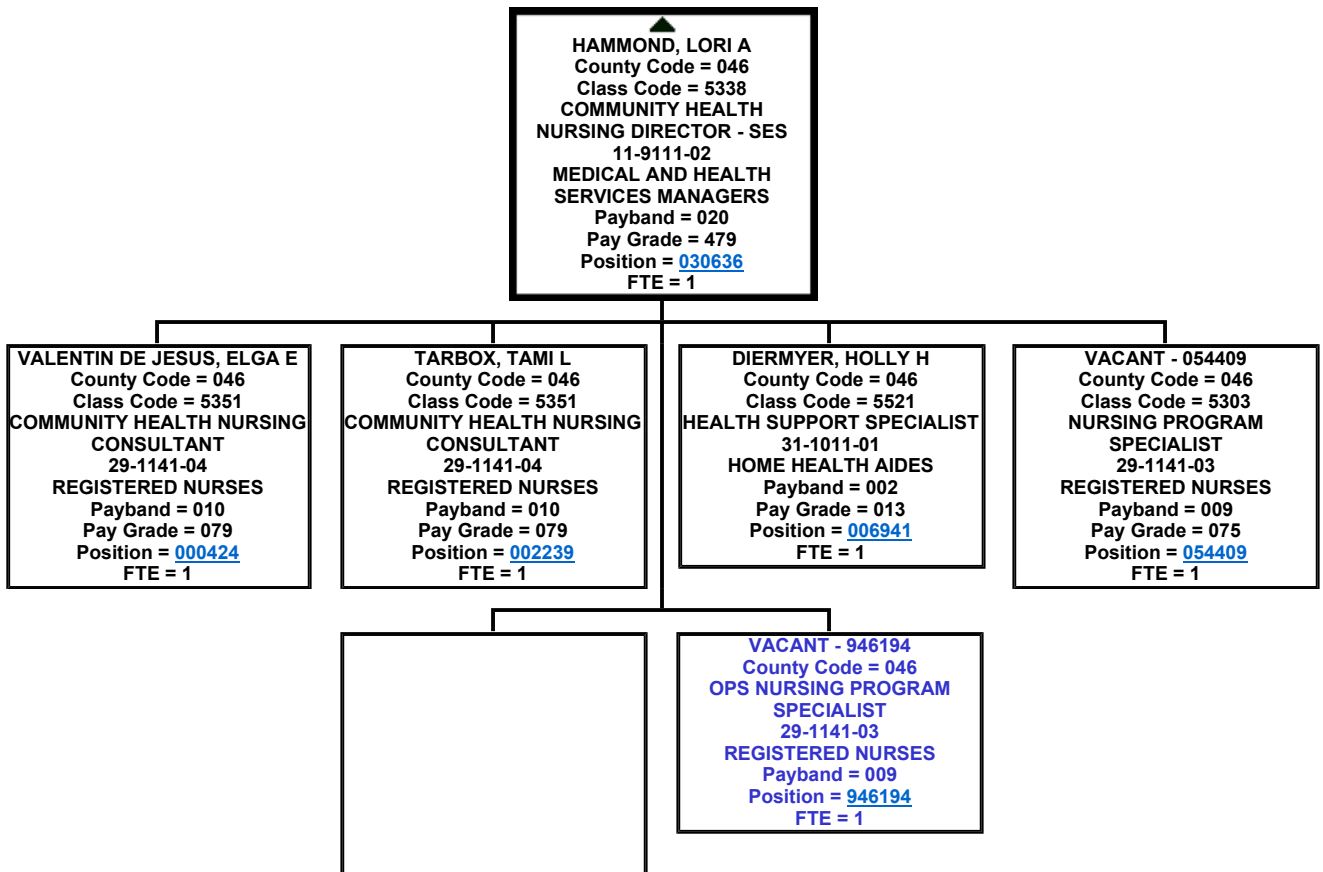 HAMMOND, LORI A
County Code = 046
Class Code = 5338
COMMUNITY HEALTH
NURSING DIRECTOR - SES
11-9111-02
MEDICAL AND HEALTH
SERVICES MANAGERS
Payband = 020
Pay Grade = 479
Position = 030636
FTE = 1
VALENTIN DE JESUS, ELGA E
County Code = 046
Class Code = 5351
COMMUNITY HEALTH NURSING
CONSULTANT
29-1141-04
REGISTERED NURSES
Payband = 010
Pay Grade = 079
Position = 000424
FTE = 1
TARBOX, TAMI L
County Code = 046
Class Code = 5351
COMMUNITY HEALTH NURSING
CONSULTANT
29-1141-04
REGISTERED NURSES
Payband = 010
Pay Grade = 079
Position = 002239
FTE = 1
DIERMYER, HOLLY H
County Code = 046
Class Code = 5521
HEALTH SUPPORT SPECIALIST
31-1011-01
HOME HEALTH AIDES
Payband = 002
Pay Grade = 013
Position = 006941
FTE = 1
VACANT - 054409
County Code = 046
Class Code = 5303
NURSING PROGRAM
SPECIALIST
29-1141-03
REGISTERED NURSES
Payband = 009
Pay Grade = 075
Position = 054409
FTE = 1
VACANT - 946194
County Code = 046
OPS NURSING PROGRAM
SPECIALIST
29-1141-03
REGISTERED NURSES
Payband = 009
Position = 946194
FTE = 1